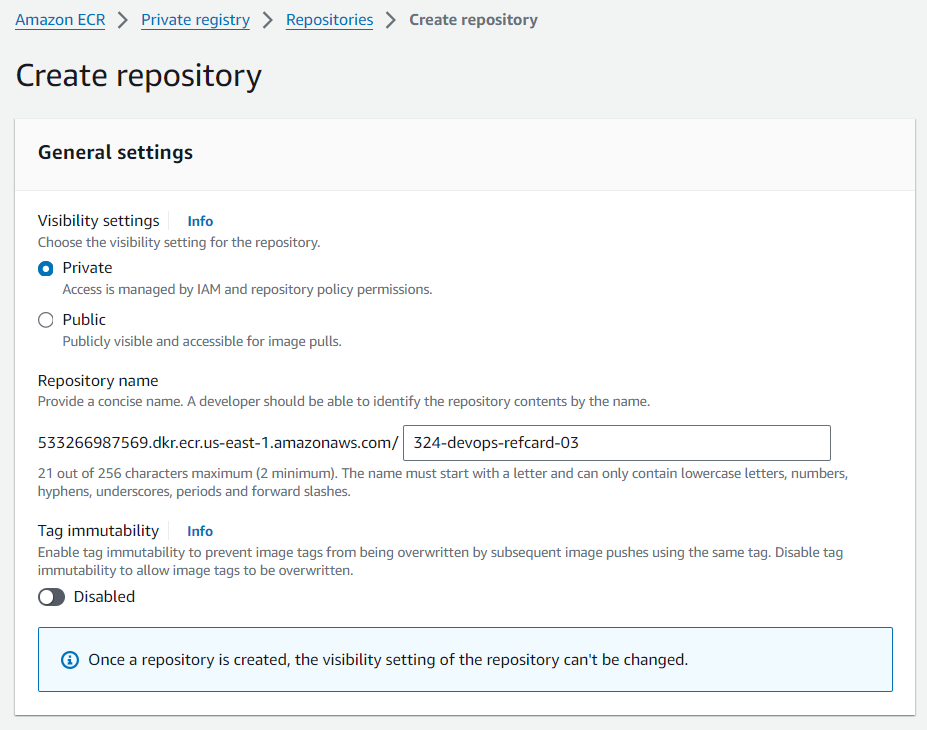 Amazon ECR > Private registry > Repositories > Create repository
Create repository
General settings
Visibility settings Info
Choose the visibility setting for the repository.
Private
Access is managed by IAM and repository policy permissions.
Public
Publicly visible and accessible for image pulls.
Repository name
Provide a concise name. A developer should be able to identify the repository contents by the name.
533266987569.dkr.ecr.us-east-1.amazonaws.com/ 324-devops-refcard-03
21 out of 256 characters maximum (2 minimum). The name must start with a letter and can only contain lowercase letters, numbers,
hyphens, underscores, periods and forward slashes.
Tag immutability Info
Enable tag immutability to prevent image tags from being overwritten by subsequent image pushes using the same tag. Disable tag
immutability to allow image tags to be overwritten.
Disabled
Once a repository is created, the visibility setting of the repository can't be changed.